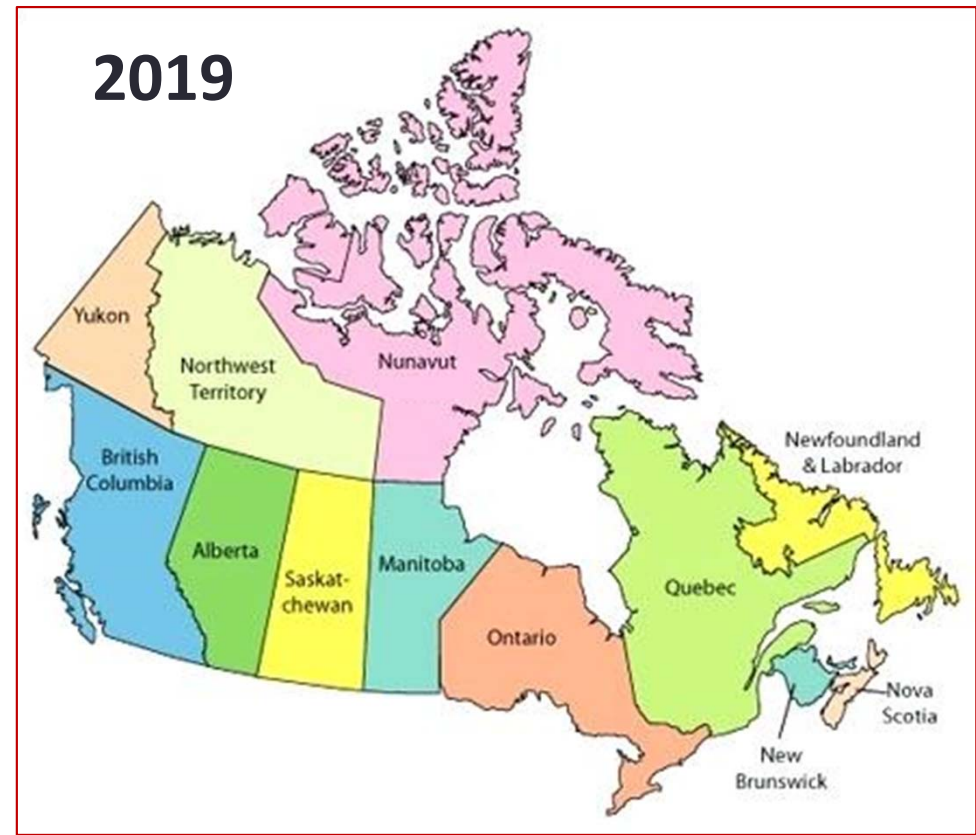 2019
Yukon
Northwest
Territory
Nunavut
British
Columbia
Alberta
Saskat-
chewan
Manitoba
Ontario
Quebec
Newfoundland
& Labrador
Nova
Scotia
New
Brunswick